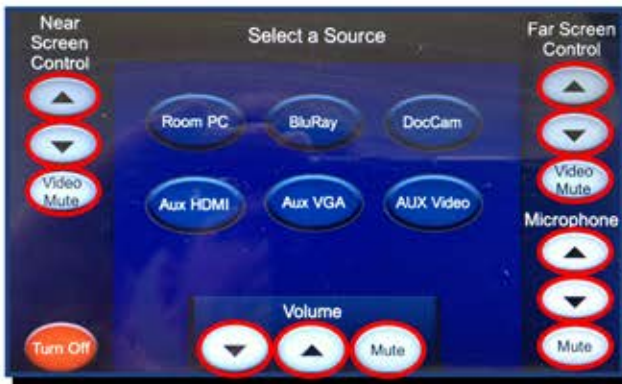 Near
Screen
Control
Select a Source
Far Screen
Control
Room PC
BluRay
DocCam
Video
Mute
Video
Mute
Aux HDMI
Aux VGA
AUX Video
Microphone
Volume
Turn Off
Mute
Mute